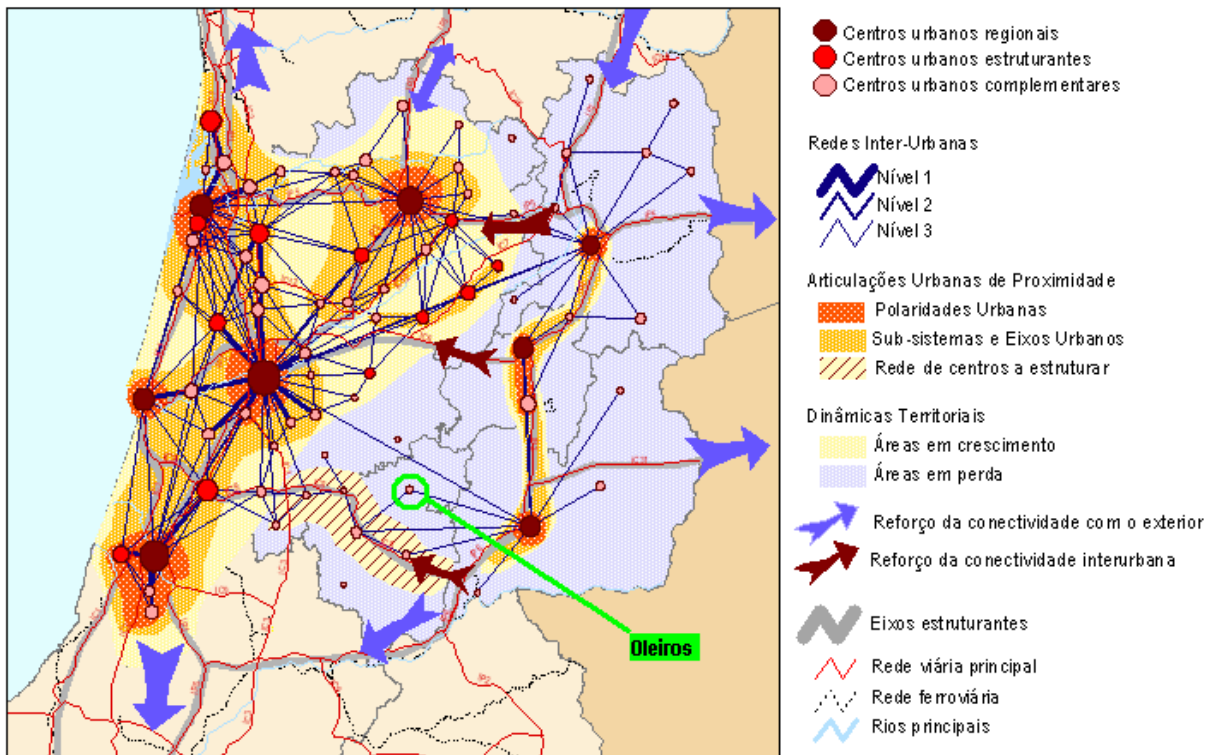 Centros urbanos regionais
Centros urbanos estruturantes
Centros urbanos complementares
Redes Inter-Urbanas
Nível 1
Nível 2
Nível 3
Articulações Urbanas de Proximidade
Polaridades Urbanas
Sub-sistemas e Eixos Urbanos
Rede de centros a estruturar
Dinâmicas Territoriais
Áreas em crescimento
Áreas em perda
Reforço da conectividade com o exterior
Reforço da conectividade interurbana
Eixos estruturantes
Rede viária principal
Rede ferroviária
Rios principais
Oleiros